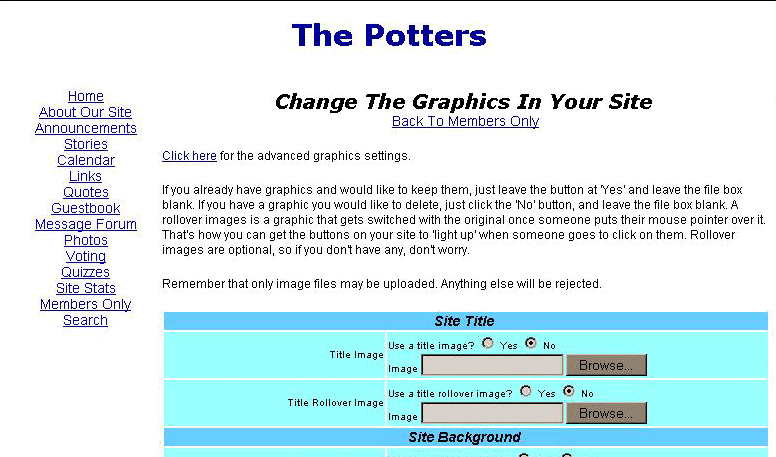 The Potters
Home
About Our Site
Announcements
Stories
Calendar
Links
Quotes
Guestbook
Message Forum
Photos
Voting
Quizzes
Site Stats
Members Only
Search
Change The Graphics In Your Site
Back To Members Only
Click here for the advanced graphics settings.
If you already have graphics and would like to keep them, just leave the button at 'Yes' and leave the file box
blank. If you have a graphic you would like to delete, just click the 'No' button, and leave the file box blank. A
rollover images is a graphic that gets switched with the original once someone puts their mouse pointer over it.
That's how you can get the buttons on your site to 'light up' when someone goes to click on them. Rollover
images are optional, so if you don't have any, don't worry.
Remember that only image files may be uploaded. Anything else will be rejected.
Site Title
Title Image
Use a title image? Yes No
Image Browse...
Title Rollover Image
Use a title rollover image? Yes No
Image Browse...
Site Background